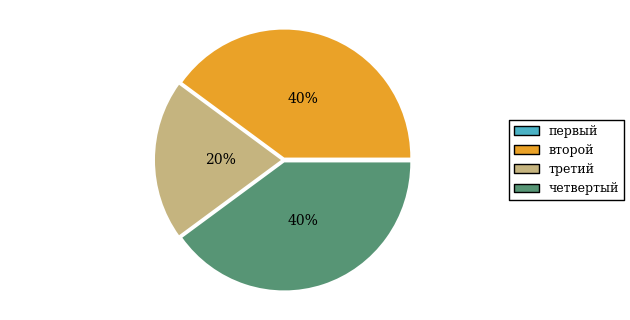 40%
20%
40%
первый
второй
третий
четвертый